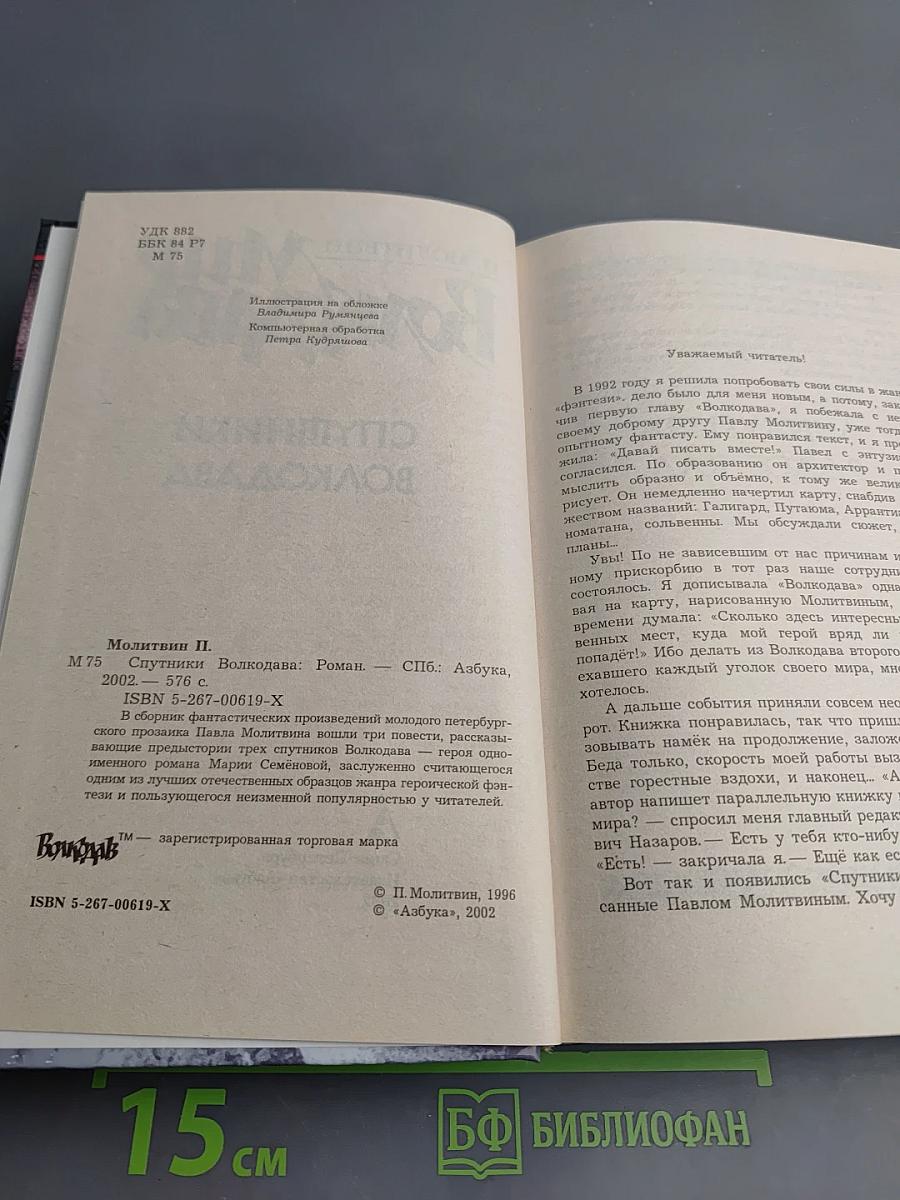 УДК 882
ББК 84 Р7
М 75
Иллюстрация на обложке
Владимира Румянцева
Компьютерная обработка
Петра Кудряшова
Молитвин П.
М 75 Спутники Волкодава: Роман. — СПб.: Азбука,
2002.— 576 с.
ISBN 5-267-00619-X
В сборник фантастических произведений молодого петербург-
ского прозаика Павла Молитвина вошли три повести, рассказы-
вающие предыстории трех спутников Волкодава — героя одно-
именного романа Марии Семёновой, заслуженно считающегося
одним из лучших отечественных образцов жанра героической фэн-
тези и пользующегося неизменной популярностью у читателей.
Волкодав™ — зарегистрированная торговая марка
© П. Молитвин, 1996
ISBN 5-267-00619-X
© «Азбука», 2002
Уважаемый читатель!
В 1992 году я решила попробовать свои силы в жан
«фэнтези». дело было для меня новым, а потому, зак
чив первую главу «Волкодава», я побежала с не
своему доброму другу Павлу Молитвину, уже тог
опытному фантасту. Ему понравился текст, и я пре
жила: «Давай писать вместе!» Павел с энтузи
согласился. По образованию он архитектор и п
мыслить образно и объёмно, к тому же велик
рисует. Он немедленно начертил карту, снабдив
жеством названий: Галигард, Путаюма, Аррантиа
номатана, сольвенны. Мы обсуждали сюжет,
планы...
Увы! По не зависевшим от нас причинам и
ному прискорбию в тот раз наше сотрудни
состоялось. Я дописывала «Волкодава» одна
вая на карту, нарисованную Молитвиным,
времени думала: «Сколько здесь интересны
венных мест, куда мой герой вряд ли
попадёт!» Ибо делать из Волкодава второго
ехавшего каждый уголок своего мира, мне
хотелось.
А дальше события приняли совсем нео
рот. Книжка понравилась, так что пришл
зовывать намёк на продолжение, заложе
Беда только, скорость моей работы выз
стве горестные вздохи, и наконец... «А
автор напишет параллельную книжку
мира? — спросил меня главный редак
вич Назаров.— Есть у тебя кто-нибу
«Есть! — закричала я.— Ещё как ес
Вот так и появились «Спутник
санные Павлом Молитвиным. Хочу
15 см
БФ БИБЛИОФАН